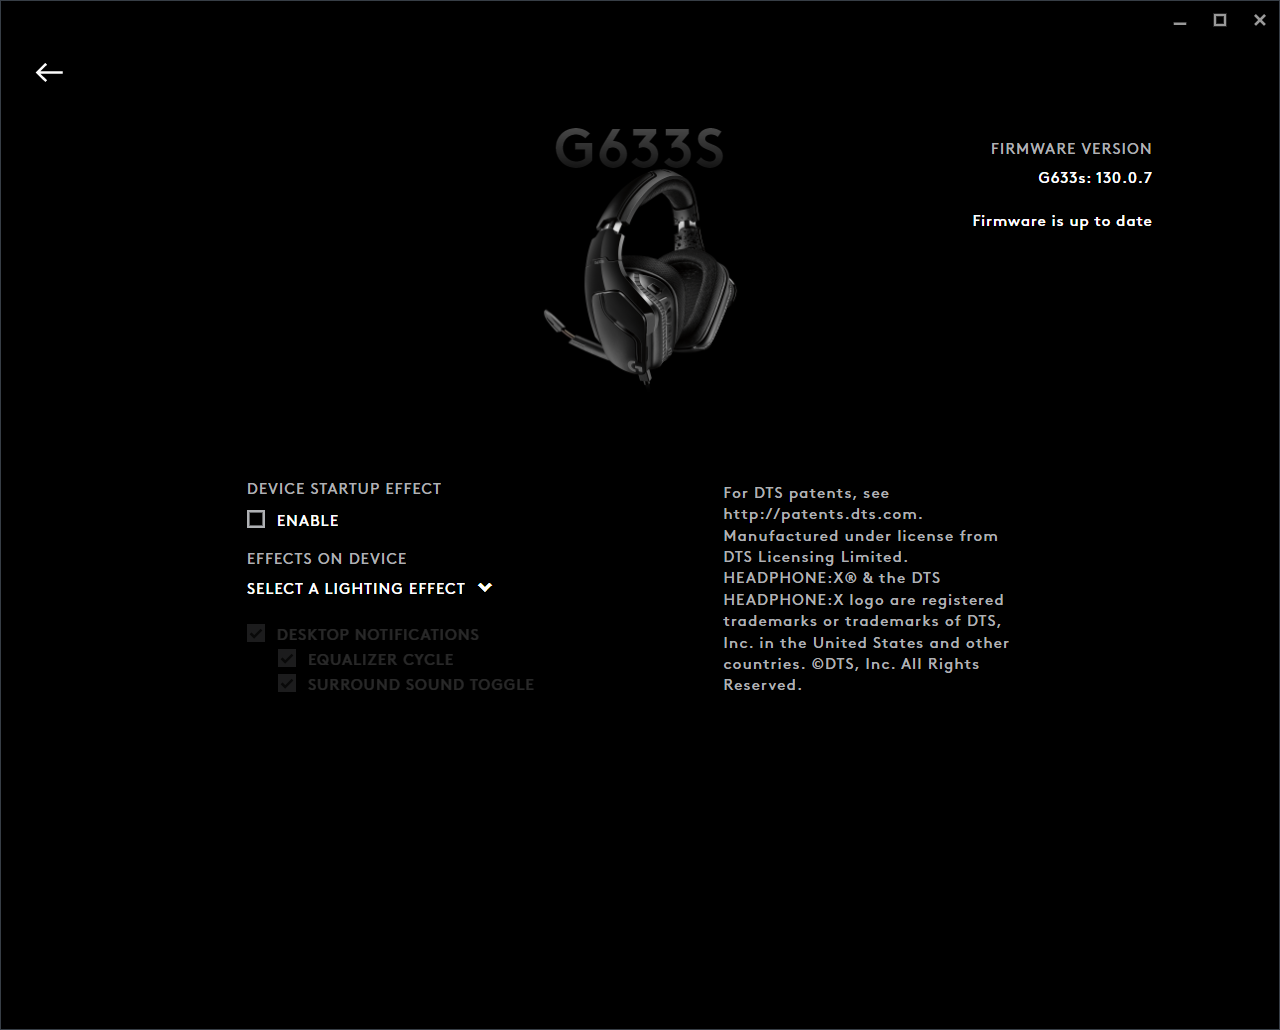 G633S
FIRMWARE VERSION
G633s: 130.0.7
Firmware is up to date
DEVICE STARTUP EFFECT
ENABLE
EFFECTS ON DEVICE
SELECT A LIGHTING EFFECT
DESKTOP NOTIFICATIONS
EQUALIZER CYCLE
SURROUND SOUND TOGGLE
For DTS patents, see
http://patents.dts.com.
Manufactured under license from
DTS Licensing Limited.
HEADPHONE:X® & the DTS
HEADPHONE:X logo are registered
trademarks or trademarks of DTS,
Inc. in the United States and other
countries. ©DTS, Inc. All Rights
Reserved.